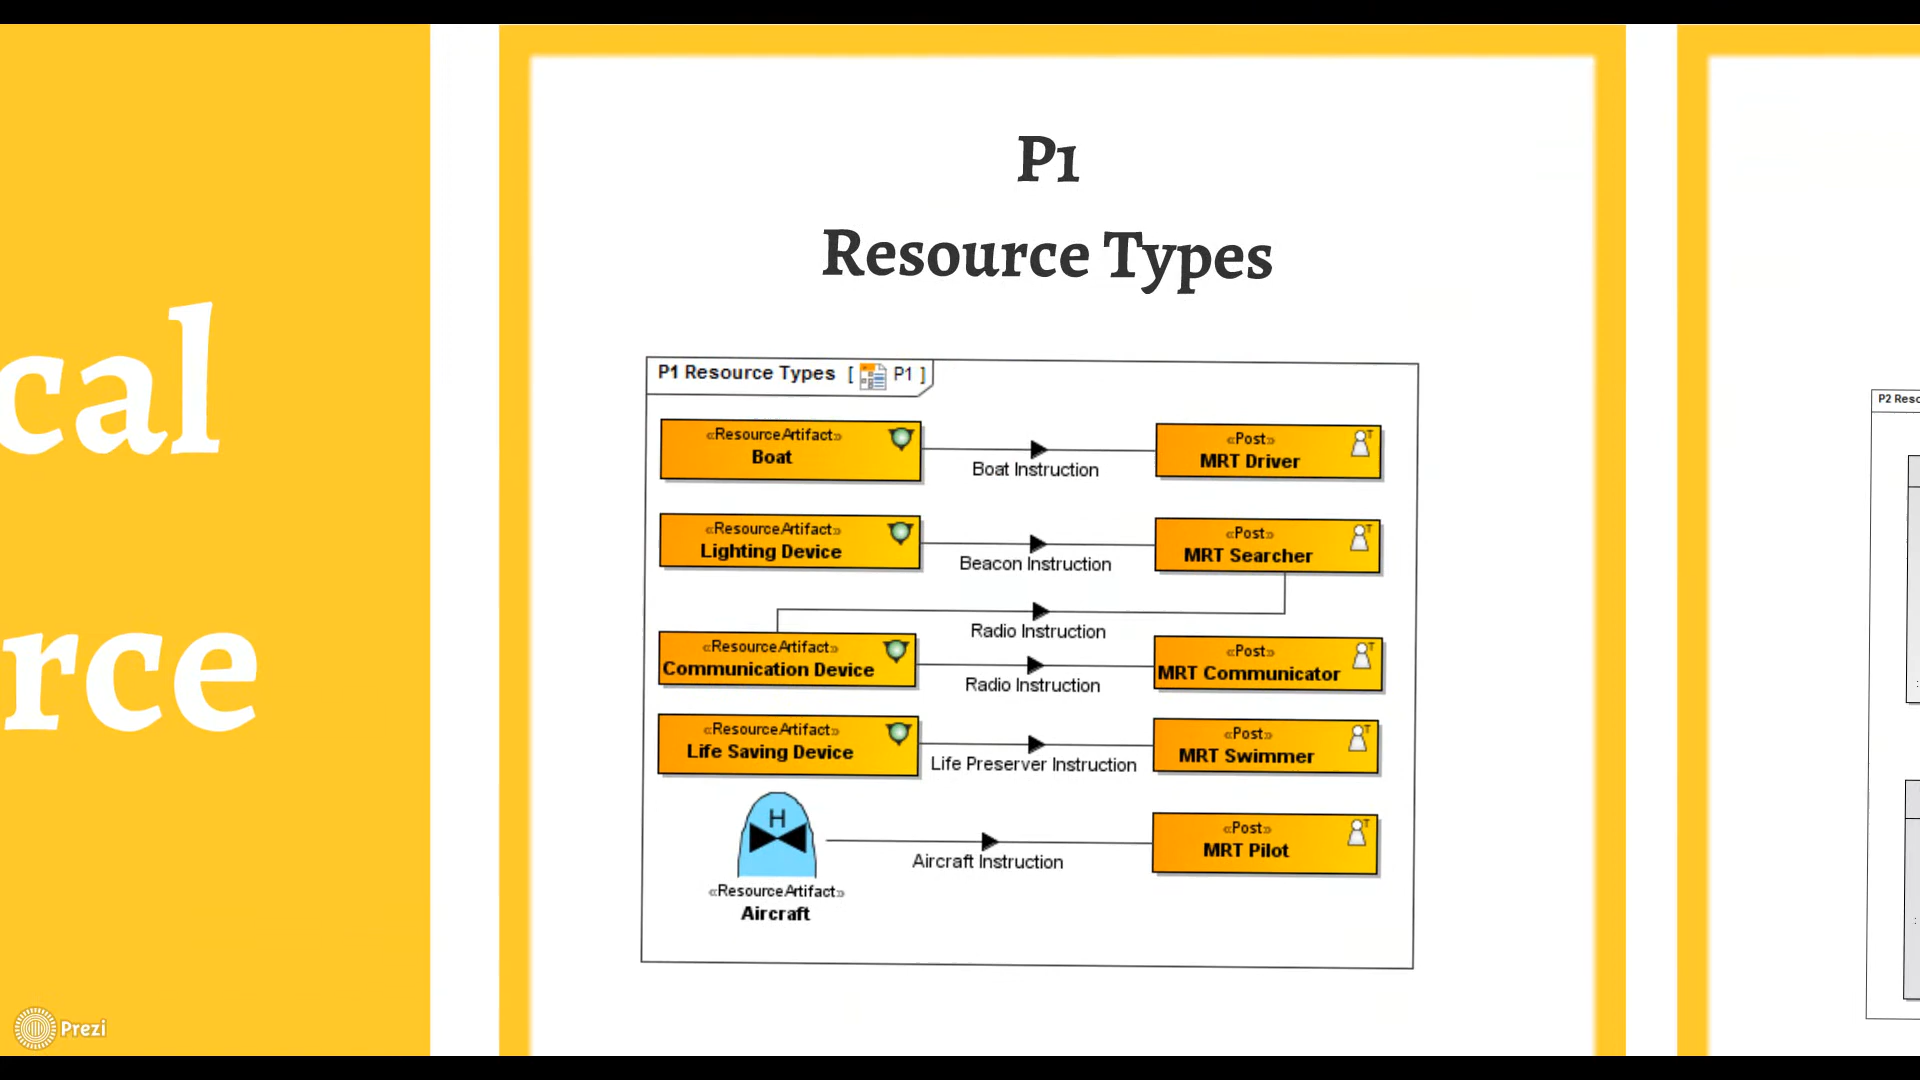 cal
rce
P1
Resource Types
P1 Resource Types [ P1 ]
«ResourceArtifact»
Boat
Boat Instruction
«Post»
MRT Driver
«ResourceArtifact»
Lighting Device
Beacon Instruction
«Post»
MRT Searcher
Radio Instruction
«ResourceArtifact»
Communication Device
Radio Instruction
«Post»
MRT Communicator
«ResourceArtifact»
Life Saving Device
Life Preserver Instruction
«Post»
MRT Swimmer
H
«ResourceArtifact»
Aircraft
Aircraft Instruction
«Post»
MRT Pilot
P2 Reso
Prezi